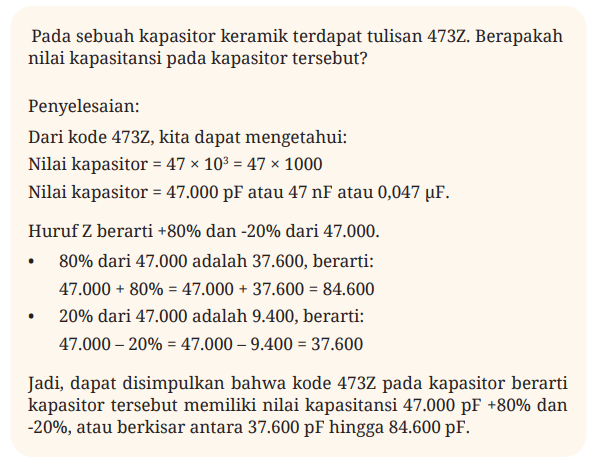 Pada sebuah kapasitor keramik terdapat tulisan 473Z. Berapakah
nilai kapasitansi pada kapasitor tersebut?
Penyelesaian:
Dari kode 473Z, kita dapat mengetahui:
Nilai kapasitor = 47 × 10³ = 47 × 1000
Nilai kapasitor = 47.000 pF atau 47 nF atau 0,047 µF.
Huruf Z berarti +80% dan -20% dari 47.000.
• 80% dari 47.000 adalah 37.600, berarti:
47.000 + 80% = 47.000 + 37.600 = 84.600
• 20% dari 47.000 adalah 9.400, berarti:
47.000 – 20% = 47.000 – 9.400 = 37.600
Jadi, dapat disimpulkan bahwa kode 473Z pada kapasitor berarti
kapasitor tersebut memiliki nilai kapasitansi 47.000 pF +80% dan
-20%, atau berkisar antara 37.600 pF hingga 84.600 pF.